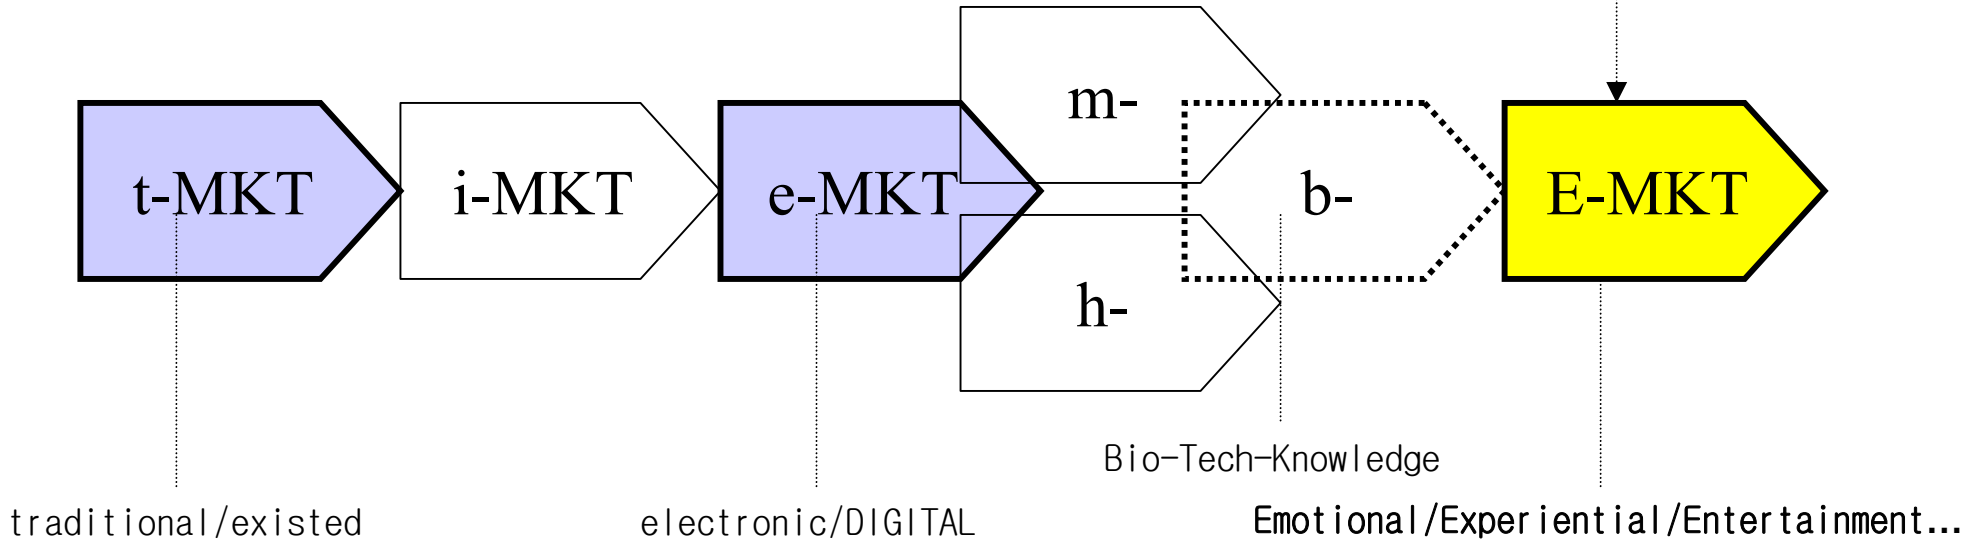 m-
t-MKT
i-MKT
e-MKT
b-
E-MKT
h-
Bio-Tech-Knowledge
traditional/existed
electronic/DIGITAL
Emotional/Experiential/Entertainment...